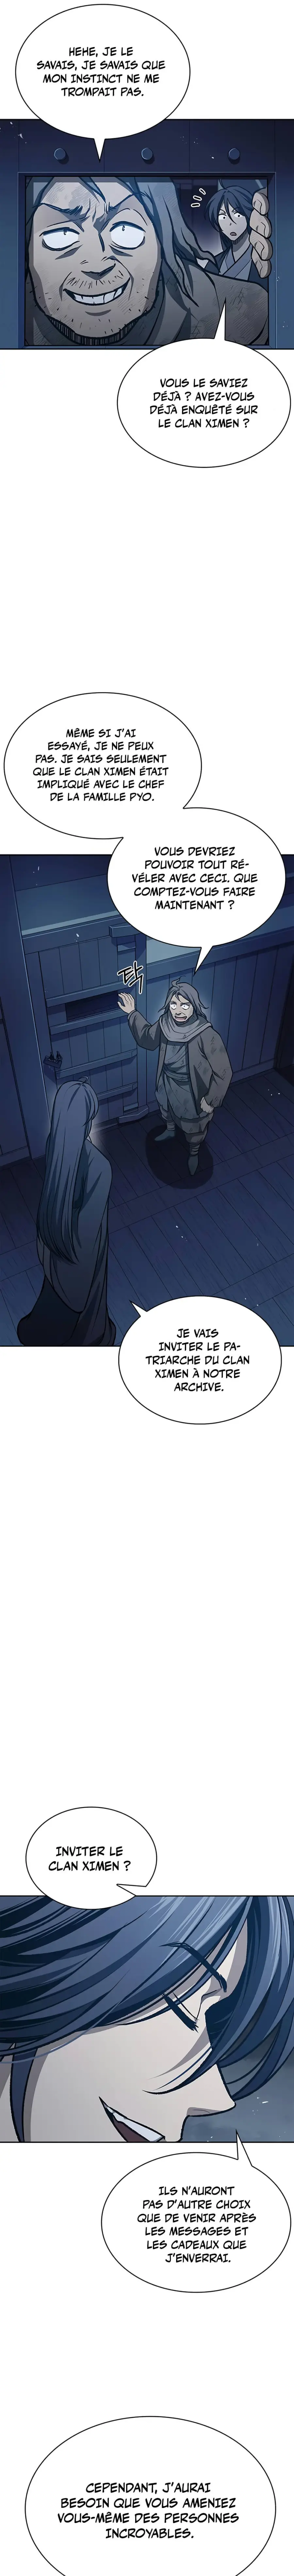 HEHE, JE LE
SAVAIS, JE SAVAIS QUE
MON INSTINCT NE ME
TROMPAIT PAS.
VOUS LE SAVIEZ
DÉJÀ ? AVEZ-VOUS
DÉJÀ ENQUÊTÉ SUR
LE CLAN XIMEN ?
MÊME SI J'AI
ESSAYÉ, JE NE PEUX
PAS. JE SAIS SEULEMENT
QUE LE CLAN XIMEN ÉTAIT
IMPLIQUÉ AVEC LE CHEF
DE LA FAMILLE PYO.
VOUS DEVRIEZ
POUVOIR TOUT RÉ-
VÉLER AVEC CECI. QUE
COMPTEZ-VOUS FAIRE
MAINTENANT ?
탁
JE VAIS
INVITER LE PA-
TRIARCHE DU CLAN
XIMEN À NOTRE
ARCHIVE.
INVITER LE
CLAN XIMEN ?
ILS N'AURONT
PAS D'AUTRE CHOIX
QUE DE VENIR APRÈS
LES MESSAGES ET
LES CADEAUX QUE
J'ENVERRAI.
CEPENDANT, J'AURAI
BESOIN QUE VOUS AMENIEZ
VOUS-MÊME DES PERSONNES
INCROYABLES.